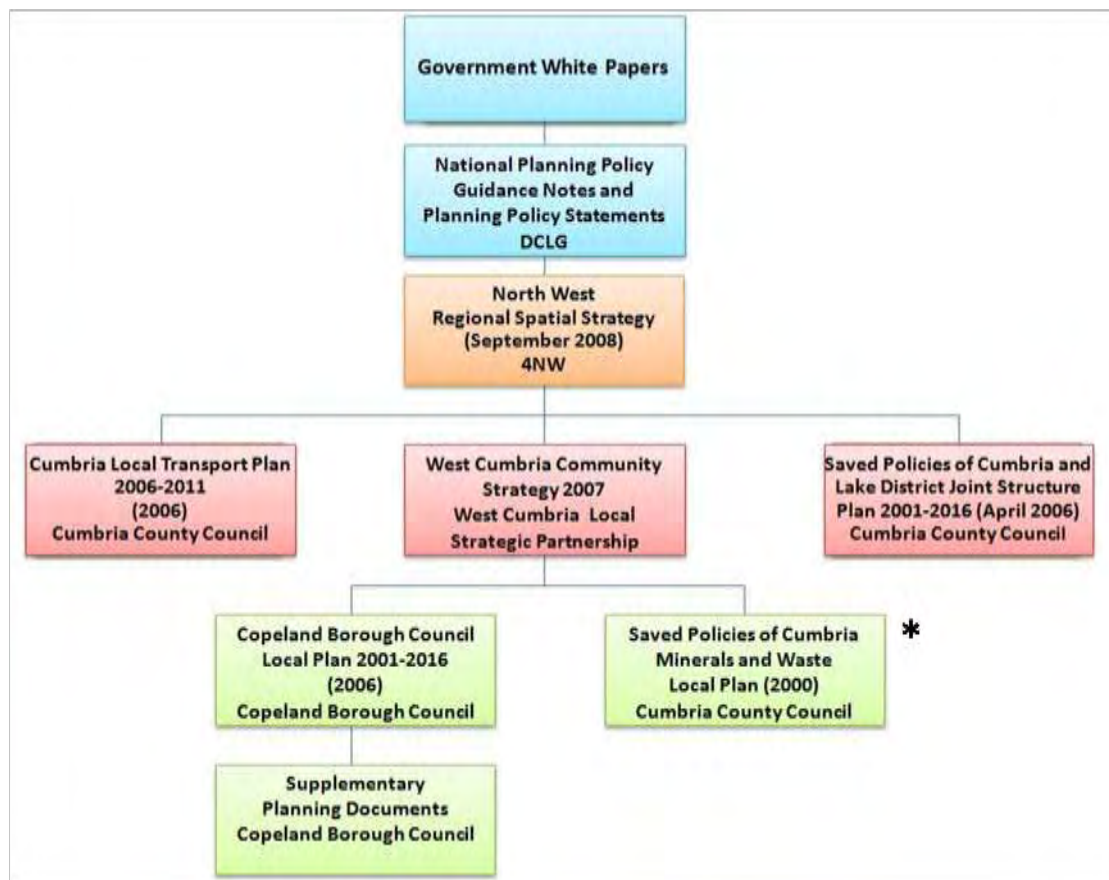 Government White Papers
National Planning Policy
Guidance Notes and
Planning Policy Statements
DCLG
North West
Regional Spatial Strategy
(September 2008)
4NW
Cumbria Local Transport Plan
2006-2011
(2006)
Cumbria County Council
West Cumbria Community
Strategy 2007
West Cumbria Local
Strategic Partnership
Saved Policies of Cumbria and
Lake District Joint Structure
Plan 2001-2016 (April 2006)
Cumbria County Council
Copeland Borough Council
Local Plan 2001-2016
(2006)
Copeland Borough Council
Saved Policies of Cumbria
Minerals and Waste
Local Plan (2000)
Cumbria County Council
*
Supplementary
Planning Documents
Copeland Borough Council